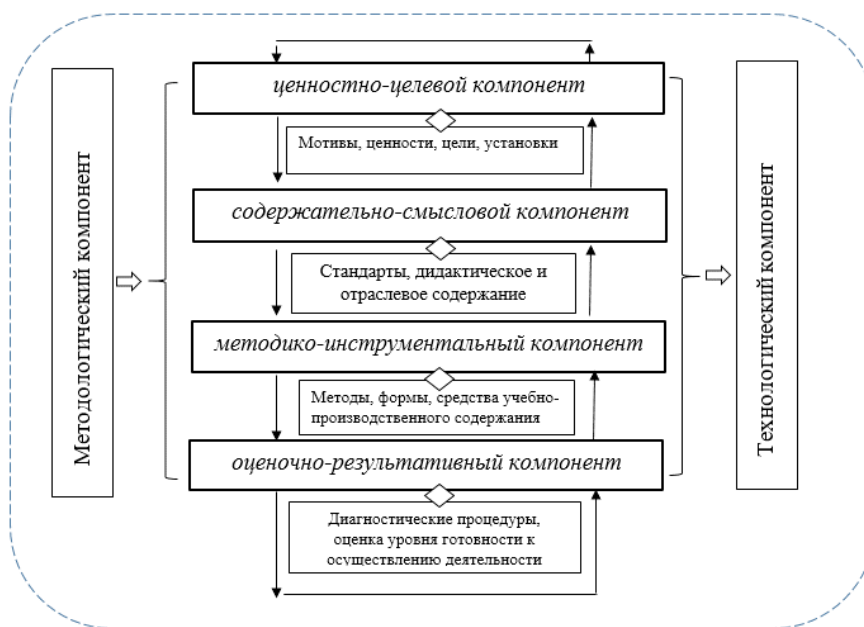 Методологический компонент
ценностно-целевой компонент
Мотивы, ценности, цели, установки
содержательно-смысловой компонент
Стандарты, дидактическое и
отраслевое содержание
методико-инструментальный компонент
Методы, формы, средства учебно-
производственного содержания
оценочно-результативный компонент
Диагностические процедуры,
оценка уровня готовности к
осуществлению деятельности
Технологический компонент